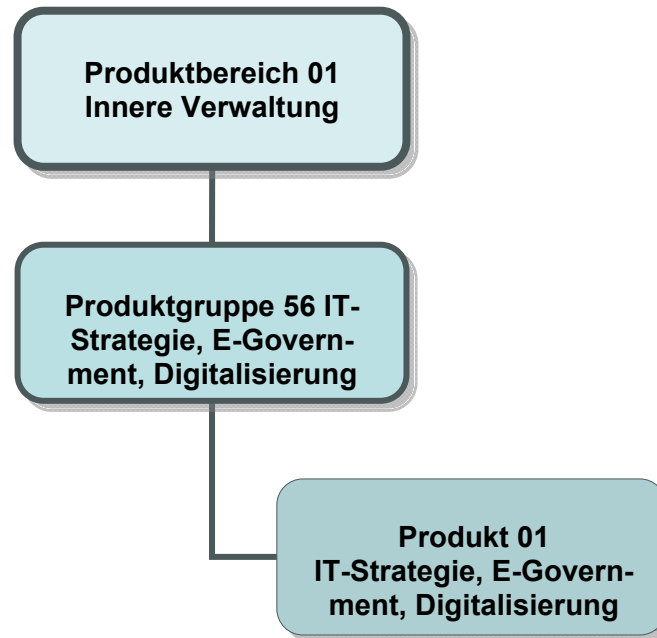 Produktbereich 01
Innere Verwaltung
Produktgruppe 56 IT-
Strategie, E-Govern-
ment, Digitalisierung
Produkt 01
IT-Strategie, E-Govern-
ment, Digitalisierung